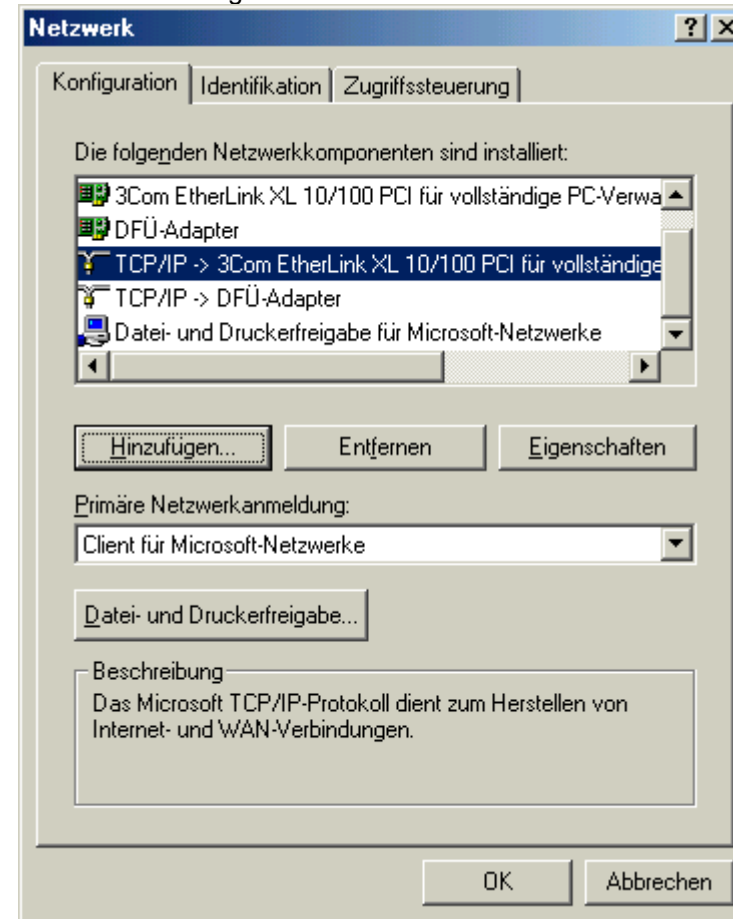 Netzwerk
Konfiguration Identifikation Zugriffssteuerung
Die folgenden Netzwerkkomponenten sind installiert:
3Com EtherLink XL 10/100 PCI für vollständige PC-Verwa
DFÜ-Adapter
TCP/IP -> 3Com EtherLink XL 10/100 PCI für vollständige
TCP/IP -> DFÜ-Adapter
Datei- und Druckerfreigabe für Microsoft-Netzwerke
Hinzufügen... Entfernen Eigenschaften
Primäre Netzwerkanmeldung:
Client für Microsoft-Netzwerke
Datei- und Druckerfreigabe...
Beschreibung
Das Microsoft TCP/IP-Protokoll dient zum Herstellen von
Internet- und WAN-Verbindungen.
OK Abbrechen